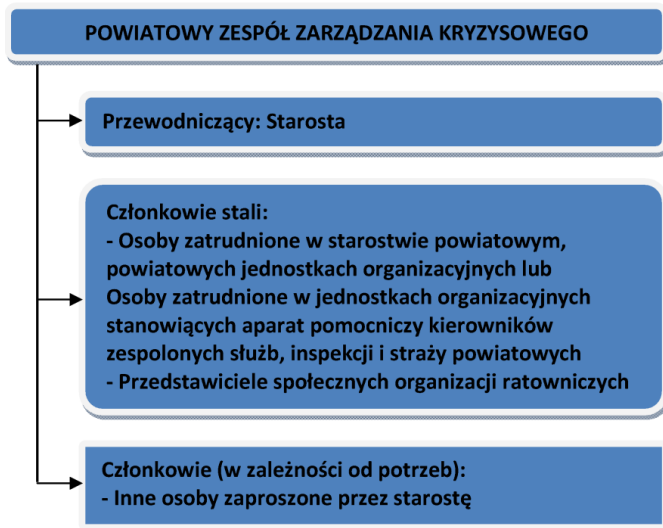 POWIATOWY ZESPÓŁ ZARZĄDZANIA KRYZYSOWEGO
Przewodniczący: Starosta
Członkowie stali:
- Osoby zatrudnione w starostwie powiatowym,
powiatowych jednostkach organizacyjnych lub
Osoby zatrudnione w jednostkach organizacyjnych
stanowiących aparat pomocniczy kierowników
zespolonych służb, inspekcji i straży powiatowych
- Przedstawiciele społecznych organizacji ratowniczych
Członkowie (w zależności od potrzeb):
- Inne osoby zaproszone przez starostę